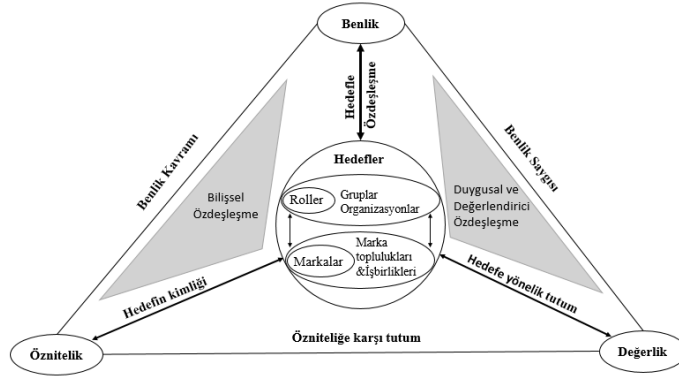 Benlik
Hedefle
Özdeşleşme
Benlik Kavramı
Benlik Saygısı
Hedefler
Bilişsel
Özdeşleşme
Roller
Gruplar
Organizasyonlar
Duygusal ve
Değerlendirici
Özdeşleşme
Markalar
Marka
toplulukları
&İşbirlikleri
Hedefin kimliği
Hedefe yönelik tutum
Öznitelik
Özniteliğe karşı tutum
Değerlik